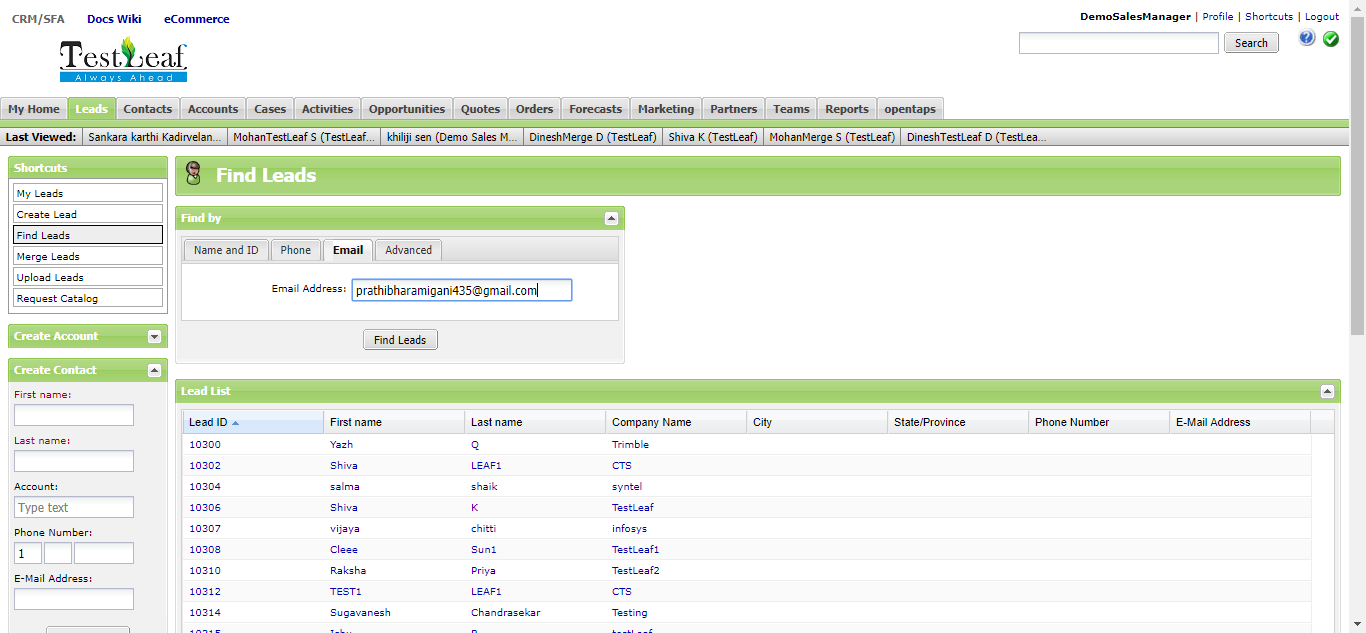 CRM/SFA Docs Wiki eCommerce
DemoSalesManager | Profile | Shortcuts | Logout
TestLeaf
Always Ahead
Search
My Home Leads Contacts Accounts Cases Activities Opportunities Quotes Orders Forecasts Marketing Partners Teams Reports opentaps
Last Viewed: Sankara karthi Kadirvelan... MohanTestLeaf S (TestLeaf... khiliji sen (Demo Sales M... DineshMerge D (TestLeaf) Shiva K (TestLeaf) MohanMerge S (TestLeaf) DineshTestLeaf D (TestLea...
Shortcuts
My Leads
Create Lead
Find Leads
Merge Leads
Upload Leads
Request Catalog
Create Account
Create Contact
First name:
Last name:
Account:
Type text
Phone Number:
1
E-Mail Address:
Find Leads
Find by
Name and ID Phone Email Advanced
Email Address: prathibharamigani435@gmail.com
Find Leads
Lead List
Lead ID First name Last name Company Name City State/Province Phone Number E-Mail Address
10300 Yazh Q Trimble
10302 Shiva LEAF1 CTS
10304 salma shaik syntel
10306 Shiva K TestLeaf
10307 vijaya chitti infosys
10308 Cleee Sun1 TestLeaf1
10310 Raksha Priya TestLeaf2
10312 TEST1 LEAF1 CTS
10314 Sugavanesh Chandrasekar Testing